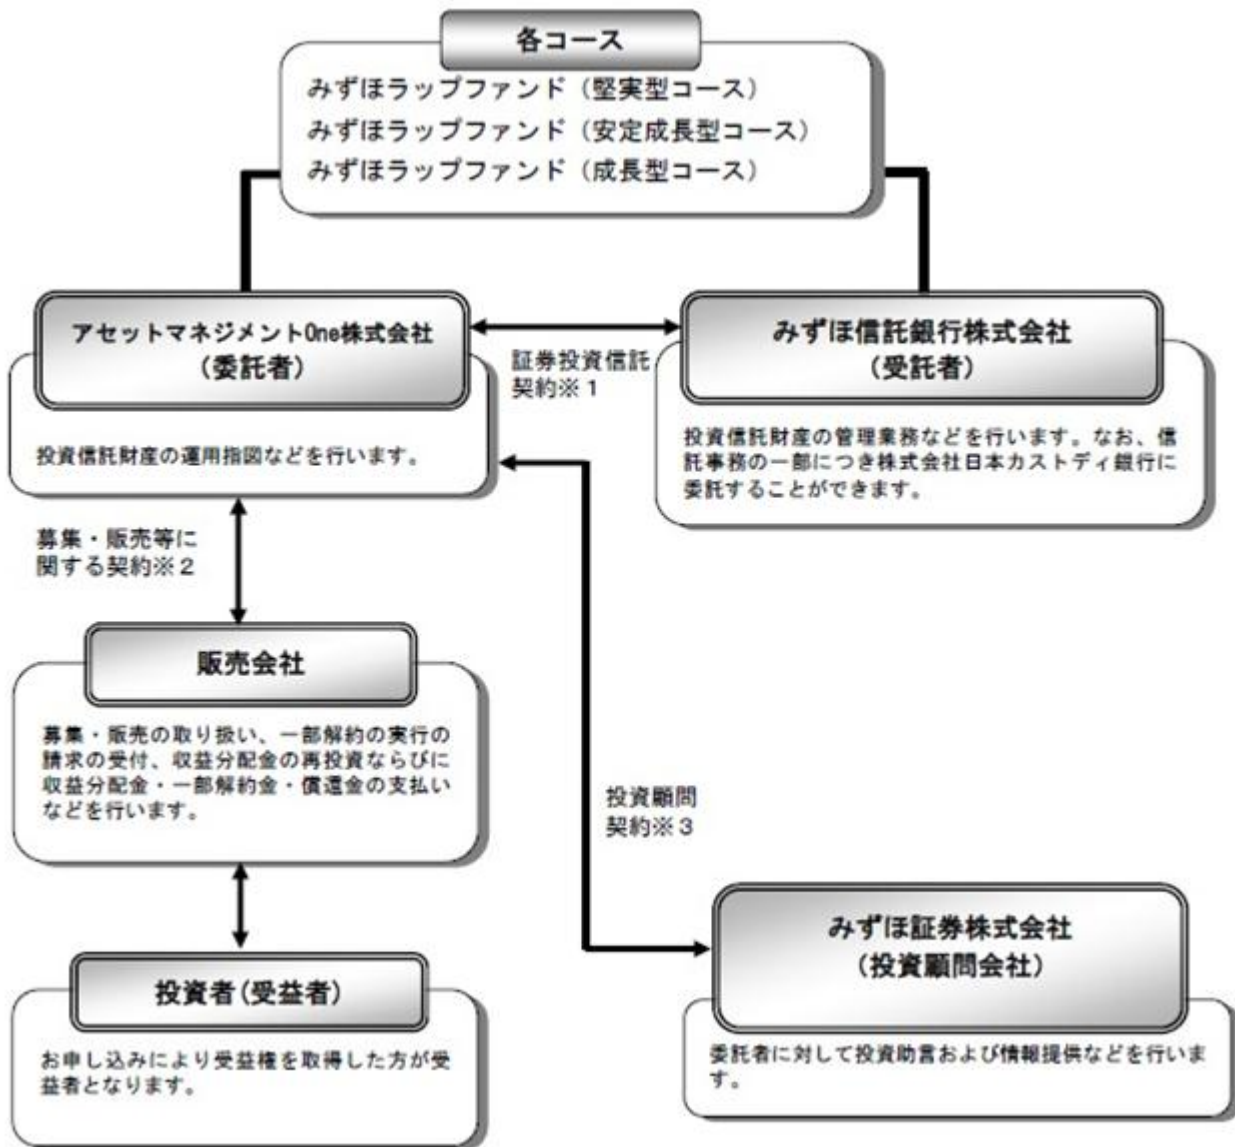 各コース
みずほラップファンド（堅実型コース）
みずほラップファンド（安定成長型コース）
みずほラップファンド（成長型コース）
アセットマネジメントOne株式会社
（委託者）
投資信託財産の運用指図などを行います。
証券投資信託
契約※１
みずほ信託銀行株式会社
（受託者）
投資信託財産の管理業務などを行います。なお、信
託事務の一部につき株式会社日本カストディ銀行に
委託することができます。
募集・販売等に
関する契約※２
販売会社
募集・販売の取り扱い、一部解約の実行の
請求の受付、収益分配金の再投資ならびに
収益分配金・一部解約金・償還金の支払い
などを行います。
投資顧問
契約※３
みずほ証券株式会社
（投資顧問会社）
委託者に対して投資助言および情報提供などを行いま
す。
投資者(受益者)
お申し込みにより受益権を取得した方が受
益者となります。